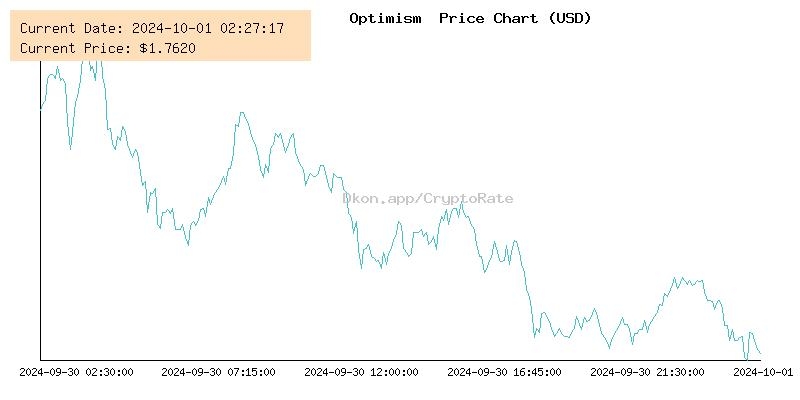 Optimism  Price Chart (USD)
Current Date: 2024-10-01 02:27:17
Current Price: $1.7620
Dkon.app/CryptoRate
2024-09-30 02:30:00 2024-09-30 07:15:00 2024-09-30 12:00:00 2024-09-30 16:45:00 2024-09-30 21:30:00 2024-10-01